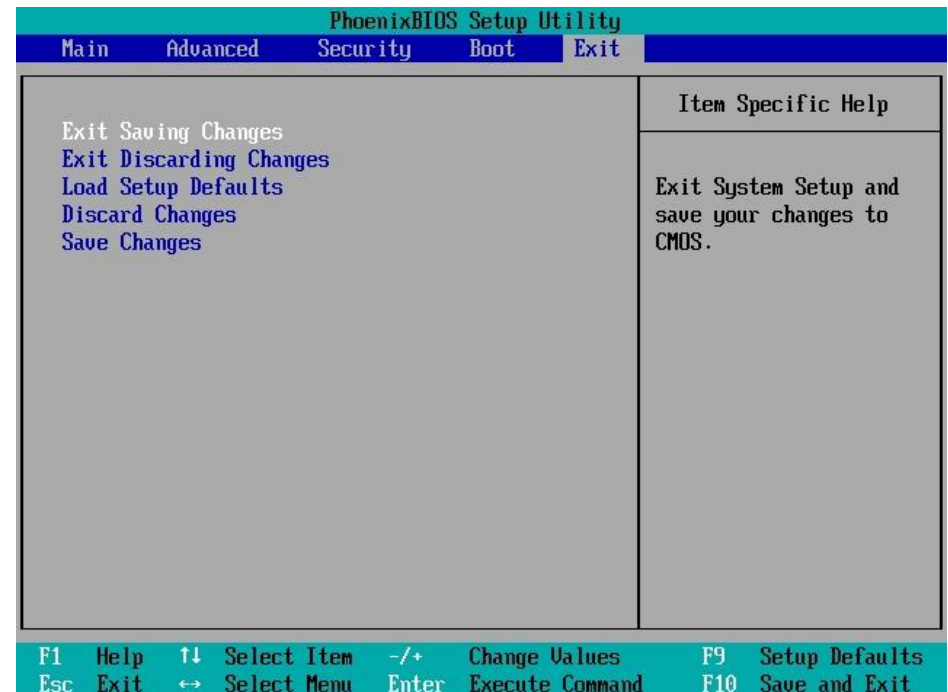 PhoenixBIOS Setup Utility
Main Advanced Security Boot Exit
Item Specific Help
Exit Saving Changes
Exit Discarding Changes
Load Setup Defaults
Discard Changes
Save Changes
Exit System Setup and
save your changes to
CMOS.
F1 Help ↑↓ Select Item -/+ Change Values F9 Setup Defaults
Esc Exit ↔ Select Menu Enter Execute Command F10 Save and Exit